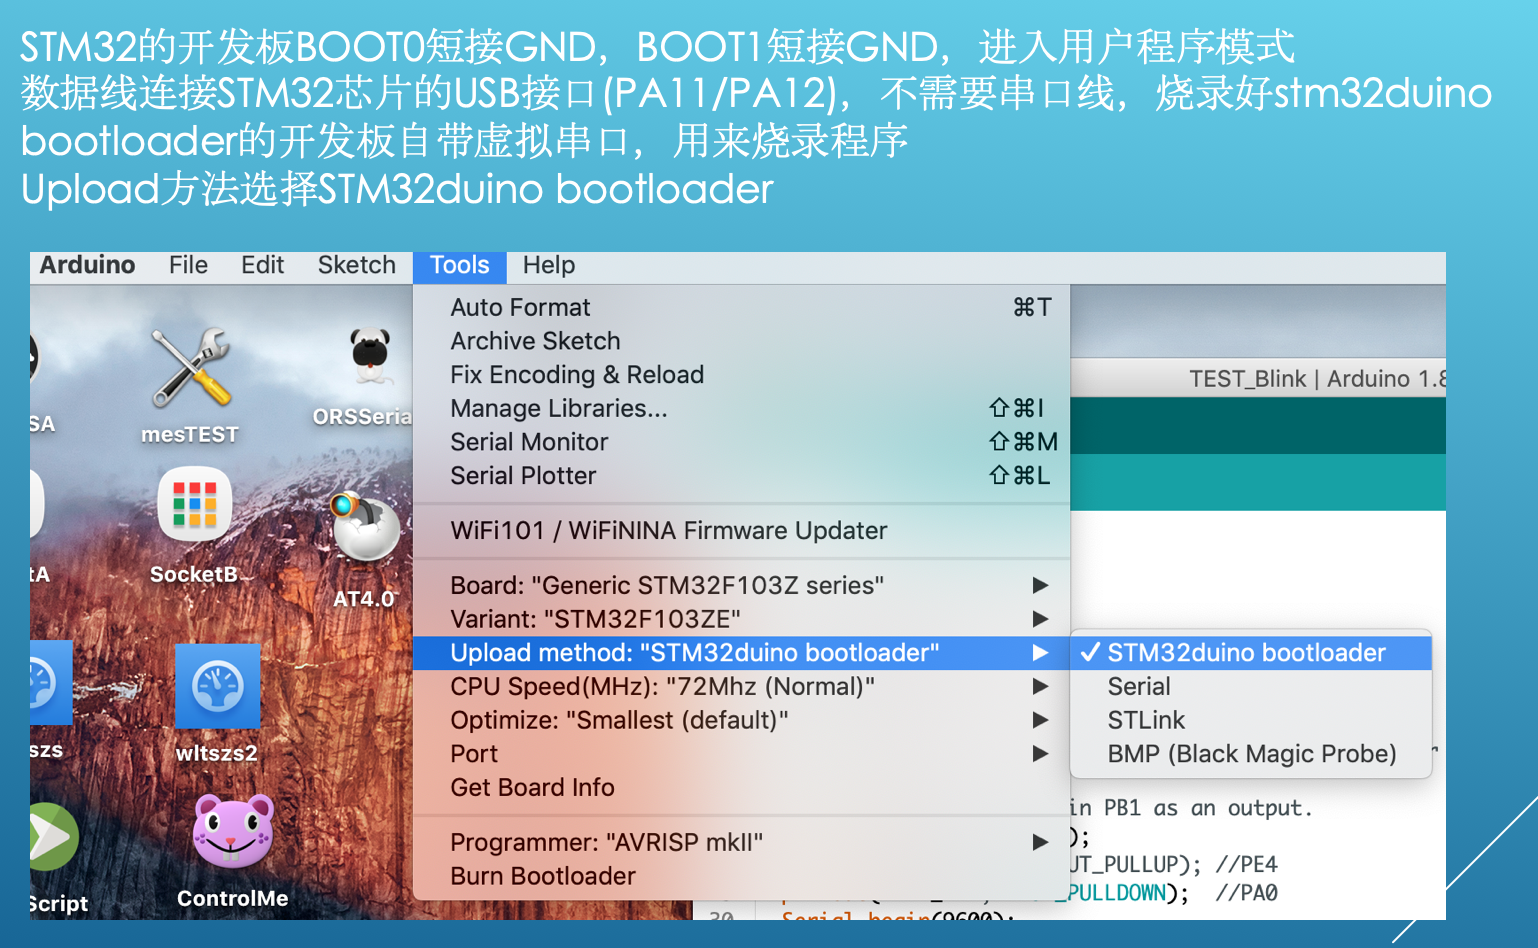 STM32的开发板BOOT0短接GND，BOOT1短接GND，进入用户程序模式
数据线连接STM32芯片的USB接口(PA11/PA12)，不需要串口线，烧录好stm32duino
bootloader的开发板自带虚拟串口，用来烧录程序
Upload方法选择STM32duino bootloader
Arduino File Edit Sketch Tools Help
Auto Format ⌘T
Archive Sketch
Fix Encoding & Reload
Manage Libraries... ⇧⌘I
Serial Monitor ⇧⌘M
Serial Plotter ⇧⌘L
WiFi101 / WiFiNINA Firmware Updater
Board: "Generic STM32F103Z series"
Variant: "STM32F103ZE"
Upload method: "STM32duino bootloader"
CPU Speed(MHz): "72Mhz (Normal)"
Optimize: "Smallest (default)"
Port
Get Board Info
Programmer: "AVRISP mkII"
Burn Bootloader
✓ STM32duino bootloader
Serial
STLink
BMP (Black Magic Probe)
SA
mesTEST
ORSSeria
tA
SocketB
AT4.0
szs
wltszs2
Script
ControlMe
TEST_Blink | Arduino 1.8
in PB1 as an output.
);
UT_PULLUP); //PE4
_PULLDOWN); //PA0
30 Serial.begin(9600);